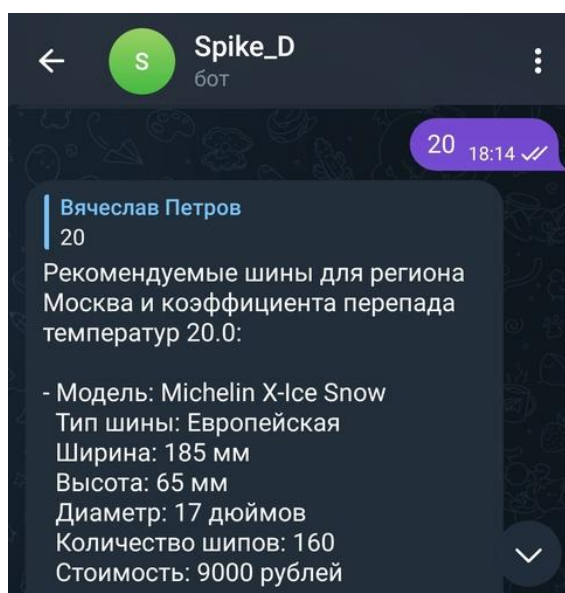 Spike_D
бот
20 18:14
Вячеслав Петров
20
Рекомендуемые шины для региона
Москва и коэффициента перепада
температур 20.0:
- Модель: Michelin X-Ice Snow
Тип шины: Европейская
Ширина: 185 мм
Высота: 65 мм
Диаметр: 17 дюймов
Количество шипов: 160
Стоимость: 9000 рублей